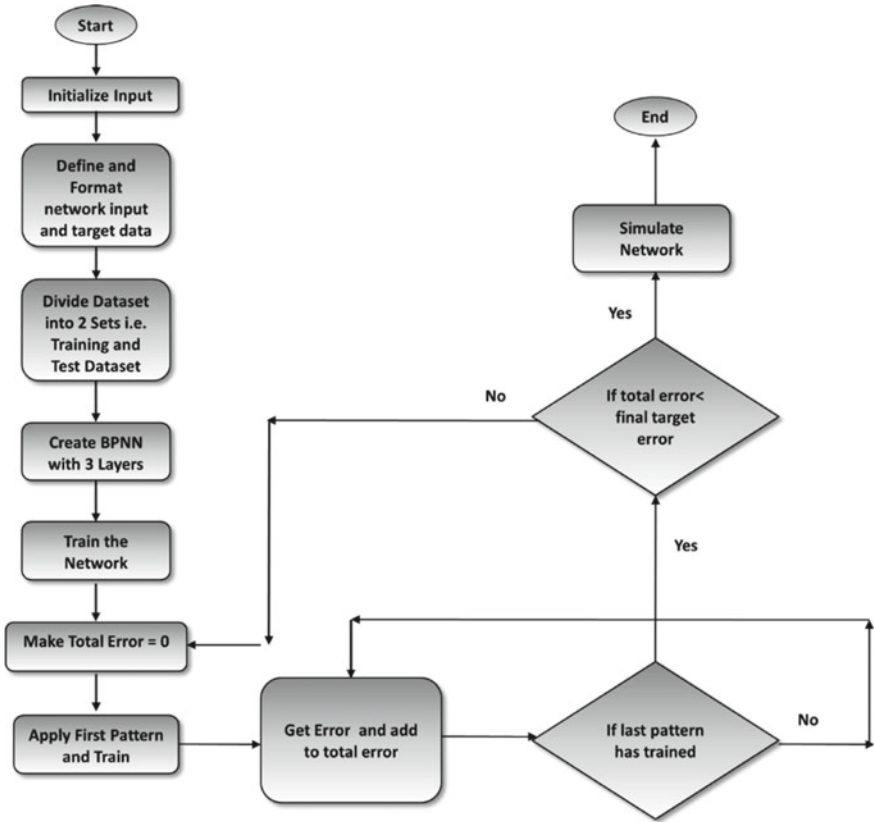 Start
Initialize Input
Define and
Format
network input
and target data
Divide Dataset
into 2 Sets i.e.
Training and
Test Dataset
Create BPNN
with 3 Layers
Train the
Network
Make Total Error = 0
Apply First Pattern
and Train
Get Error and add
to total error
If last pattern
has trained
No
Yes
If total error<
final target
error
No
Yes
Simulate
Network
End